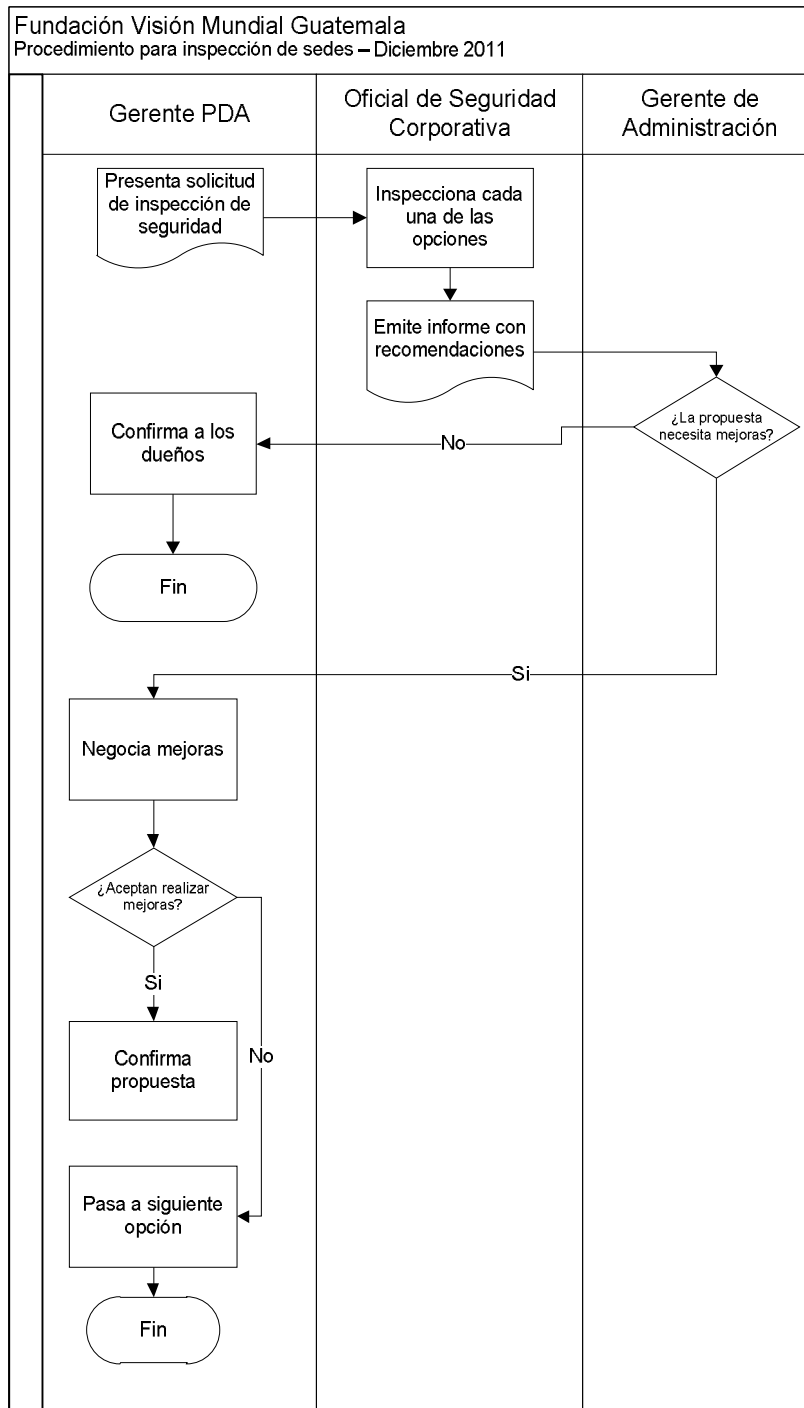 Fundación Visión Mundial Guatemala
Procedimiento para inspección de sedes – Diciembre 2011
Gerente PDA
Oficial de Seguridad
Corporativa
Gerente de
Administración
Presenta solicitud
de inspección de
seguridad
Inspecciona cada
una de las
opciones
Emite informe con
recomendaciones
¿La propuesta
necesita mejoras?
No
Confirma a los
dueños
Fin
Si
Negocia mejoras
¿Aceptan realizar
mejoras?
Si
No
Confirma
propuesta
Pasa a siguiente
opción
Fin